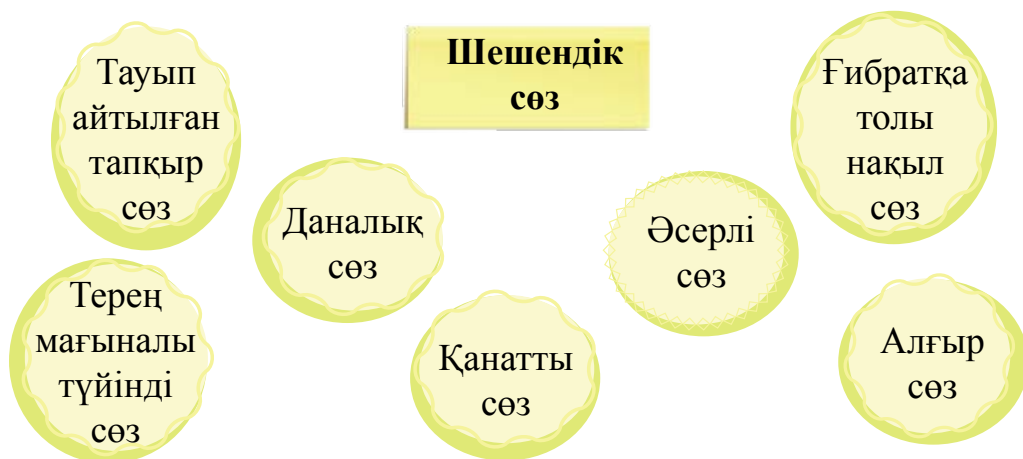 Шешендік
сөз
Тауып
айтылған
тапқыр
сөз
Ғибратқа
толы
нақыл
сөз
Даналық
сөз
Әсерлі
сөз
Терең
мағыналы
түйінді
сөз
Қанатты
сөз
Алғыр
сөз